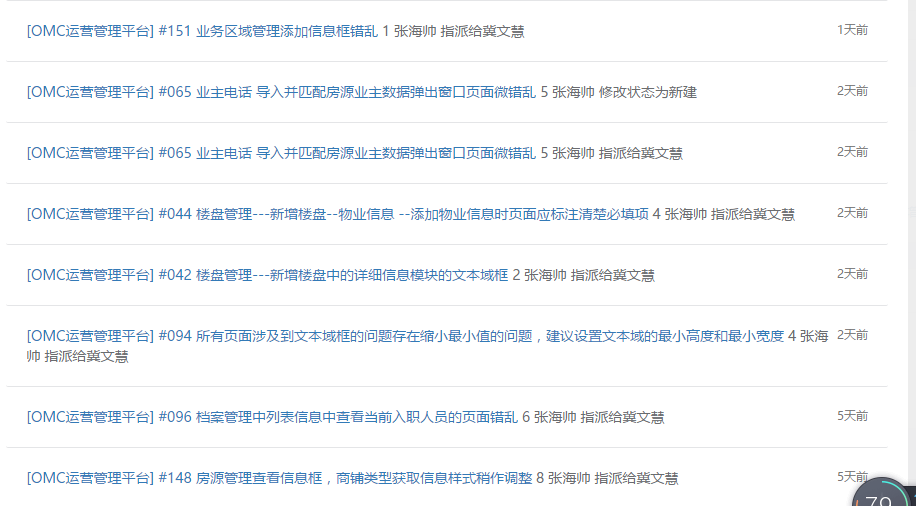 [OMC运营管理平台] #151 业务区域管理添加信息框错乱 1 张海帅 指派给冀文慧 1天前
[OMC运营管理平台] #065 业主电话 导入并匹配房源业主数据弹出窗口页面微错乱 5 张海帅 修改状态为新建 2天前
[OMC运营管理平台] #065 业主电话 导入并匹配房源业主数据弹出窗口页面微错乱 5 张海帅 指派给冀文慧 2天前
[OMC运营管理平台] #044 楼盘管理---新增楼盘--物业信息 --添加物业信息时页面应标注清楚必填项 4 张海帅 指派给冀文慧 2天前
[OMC运营管理平台] #042 楼盘管理---新增楼盘中的详细信息模块的文本域框 2 张海帅 指派给冀文慧 2天前
[OMC运营管理平台] #094 所有页面涉及到文本域框的问题存在缩小最小值的问题，建议设置文本域的最小高度和最小宽度 4 张海 2天前
帅 指派给冀文慧
[OMC运营管理平台] #096 档案管理中列表信息中查看当前入职人员的页面错乱 6 张海帅 指派给冀文慧 5天前
[OMC运营管理平台] #148 房源管理查看信息框，商铺类型获取信息样式稍作调整 8 张海帅 指派给冀文慧 5天前